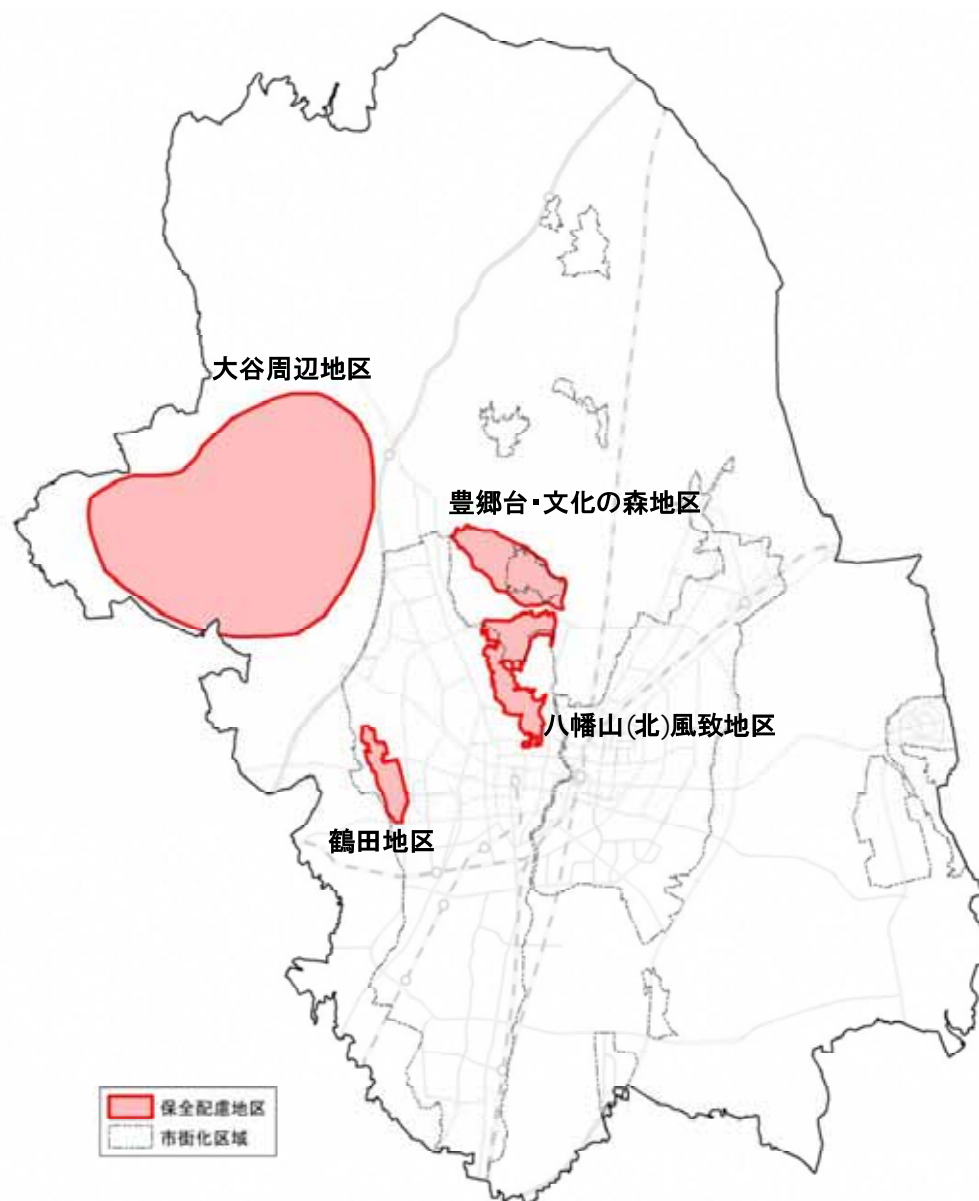 大谷周辺地区
豊郷台・文化の森地区
八幡山(北)風致地区
鶴田地区
保全配慮地区
市街化区域